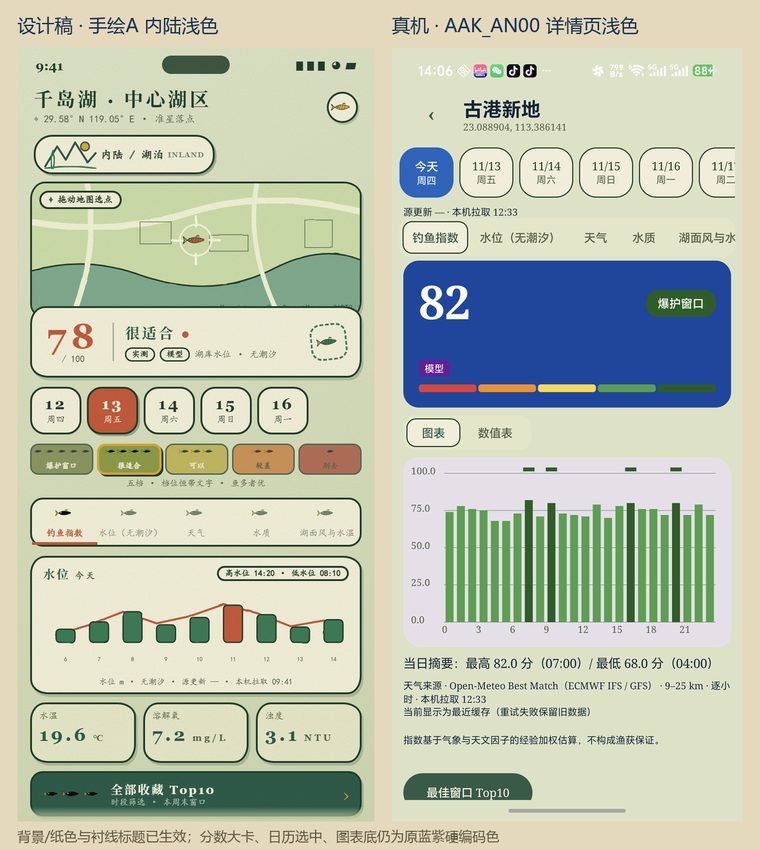 设计稿 · 手绘A 内陆浅色
9:41
千岛湖 · 中心湖区
29.58° N 119.05° E · 准星落点
内陆 / 湖泊 INLAND
拖动地图选点
78
/ 100
很适合
实测 模型 湖库水位 · 无潮汐
12 13 14 15 16
周四 周五 周六 周日 周一
爆护窗口 很适合 可以 较差 别去
五档 · 档位恒带文字 · 鱼多者优
钓鱼指数 水位（无潮汐） 天气 水质 湖面风与水温
水位 今天
高水位 14:20 · 低水位 08:10
6 7 8 9 10 11 12 13 14
水位 m · 无潮汐 · 源更新 — · 本机拉取 09:41
水温 溶解氧 浊度
19.6 ℃ 7.2 mg/L 3.1 NTU
全部收藏 Top10
时段筛选 · 本周末窗口
真机 · AAK_AN00 详情页浅色
14:06
799 B/s 5G 5G 88
古港新地
23.088904, 113.386141
今天 11/13 11/14 11/15 11/16 11/1
周四 周五 周六 周日 周一 周二
源更新 — · 本机拉取 12:33
钓鱼指数 水位（无潮汐） 天气 水质 湖面风与水
82
爆护窗口
模型
图表 数值表
100.0
75.0
50.0
25.0
0.0
0 3 6 9 12 15 18 21
当日摘要：最高 82.0 分（07:00）/ 最低 68.0 分（04:00）
天气来源 · Open-Meteo Best Match（ECMWF IFS / GFS） · 9–25 km · 逐小
时 · 本机拉取 12:33
当前显示为最近缓存（重试失败保留旧数据）
指数基于气象与天文因子的经验加权估算，不构成渔获保证。
最佳窗口 Top10
背景/纸色与衬线标题已生效；分数大卡、日历选中、图表底仍为原蓝紫硬编码色